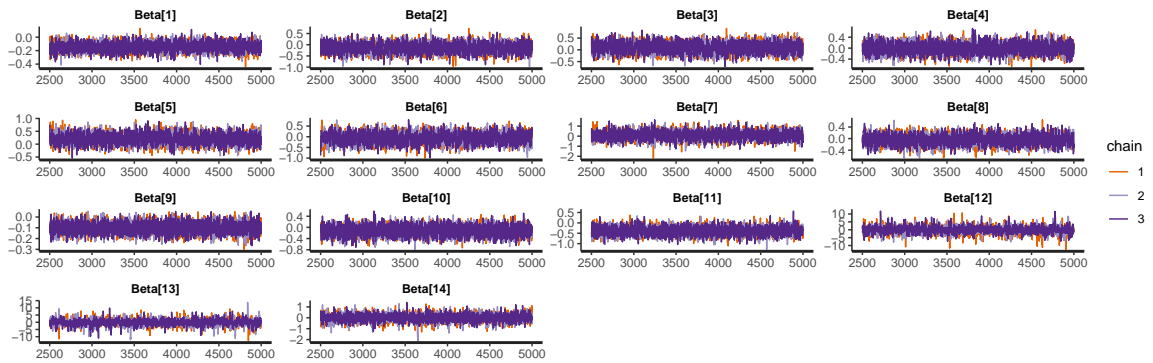 Beta[1] Beta[2] Beta[3] Beta[4]
0.0 −0.4
0.5 0.0 −0.5 −1.0
0.5 0.0 −0.5
0.4 −0.4
2500 3000 3500 4000 4500 5000 2500 3000 3500 4000 4500 5000 2500 3000 3500 4000 4500 5000 2500 3000 3500 4000 4500 5000
Beta[5] Beta[6] Beta[7] Beta[8]
1.0 0.5 0.0 −0.5
0.5 0.0 −0.5 −1.0
1 0 −1 −2
0.4 0.0 −0.4
2500 3000 3500 4000 4500 5000 2500 3000 3500 4000 4500 5000 2500 3000 3500 4000 4500 5000 2500 3000 3500 4000 4500 5000
chain
1
2
3
Beta[9] Beta[10] Beta[11] Beta[12]
0.0 −0.1 −0.2 −0.3
0.4 0.0 −0.4 −0.8
0.5 0.0 −0.5 −1.0
10 5 0 −5 −10
2500 3000 3500 4000 4500 5000 2500 3000 3500 4000 4500 5000 2500 3000 3500 4000 4500 5000 2500 3000 3500 4000 4500 5000
Beta[13] Beta[14]
15 10 5 0 −5 −10
1 0 −1 −2
2500 3000 3500 4000 4500 5000 2500 3000 3500 4000 4500 5000